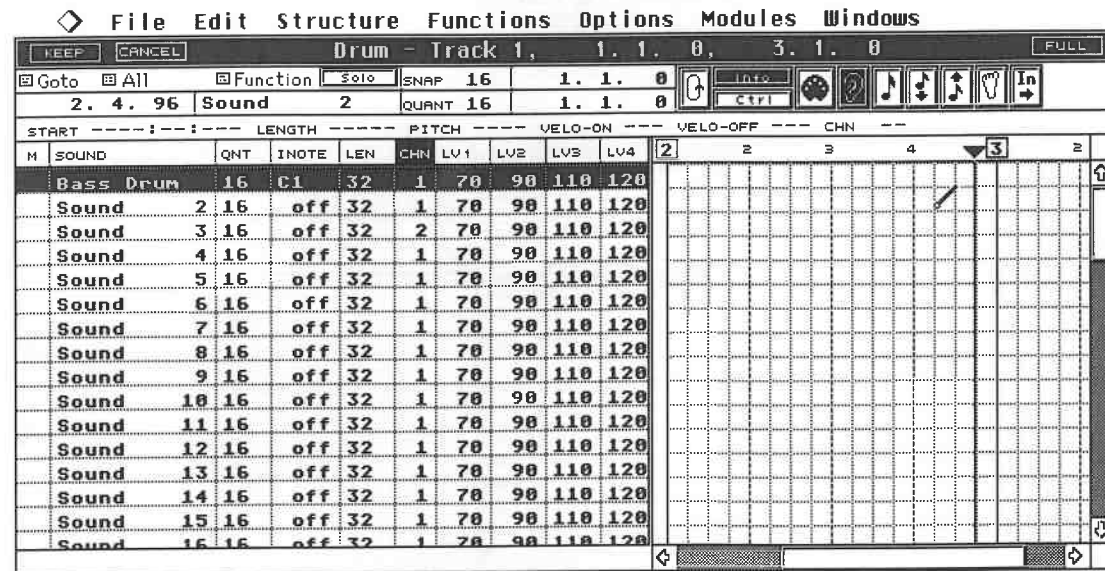 File Edit Structure Functions Options Modules Windows
KEEP CANCEL Drum - Track 1, 1. 1. 0, 3. 1. 0 FULL
Goto All Function Solo SNAP 16 1. 1. 0 Info
2. 4. 96 Sound 2 QUANT 16 1. 1. 0 Ctrl In
START ----:--:--- LENGTH ----- PITCH ---- VELO-ON --- VELO-OFF --- CHN --
M SOUND QNT INOTE LEN CHN LV1 LV2 LV3 LV4 2 2 3 4 3 2
Bass Drum 16 C1 32 1 70 90 110 120
Sound 2 16 off 32 1 70 90 110 120
Sound 3 16 off 32 2 70 90 110 120
Sound 4 16 off 32 1 70 90 110 120
Sound 5 16 off 32 1 70 90 110 120
Sound 6 16 off 32 1 70 90 110 120
Sound 7 16 off 32 1 70 90 110 120
Sound 8 16 off 32 1 70 90 110 120
Sound 9 16 off 32 1 70 90 110 120
Sound 10 16 off 32 1 70 90 110 120
Sound 11 16 off 32 1 70 90 110 120
Sound 12 16 off 32 1 70 90 110 120
Sound 13 16 off 32 1 70 90 110 120
Sound 14 16 off 32 1 70 90 110 120
Sound 15 16 off 32 1 70 90 110 120
Sound 16 16 off 32 1 70 90 110 120